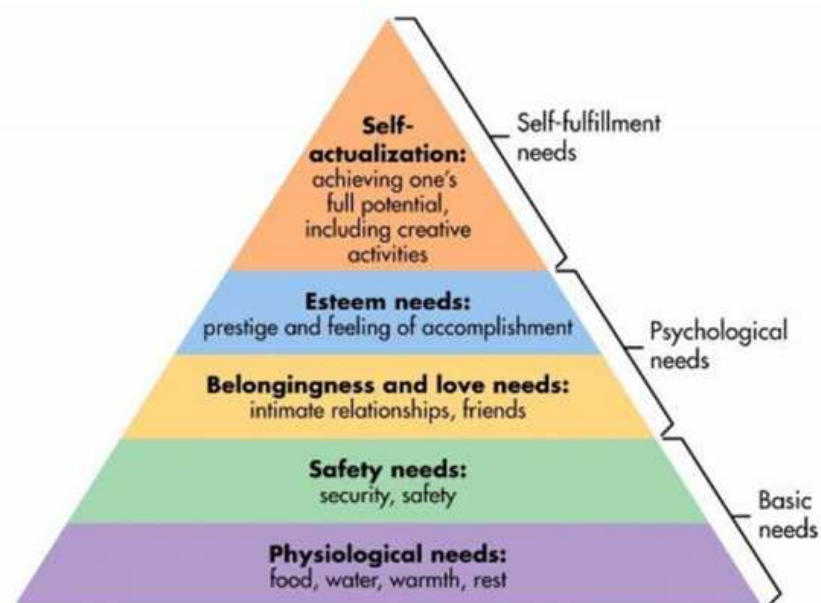 Self-
actualization:
achieving one's
full potential,
including creative
activities
Self-fulfillment
needs
Esteem needs:
prestige and feeling of accomplishment
Psychological
needs
Belongingness and love needs:
intimate relationships, friends
Safety needs:
security, safety
Basic
needs
Physiological needs:
food, water, warmth, rest